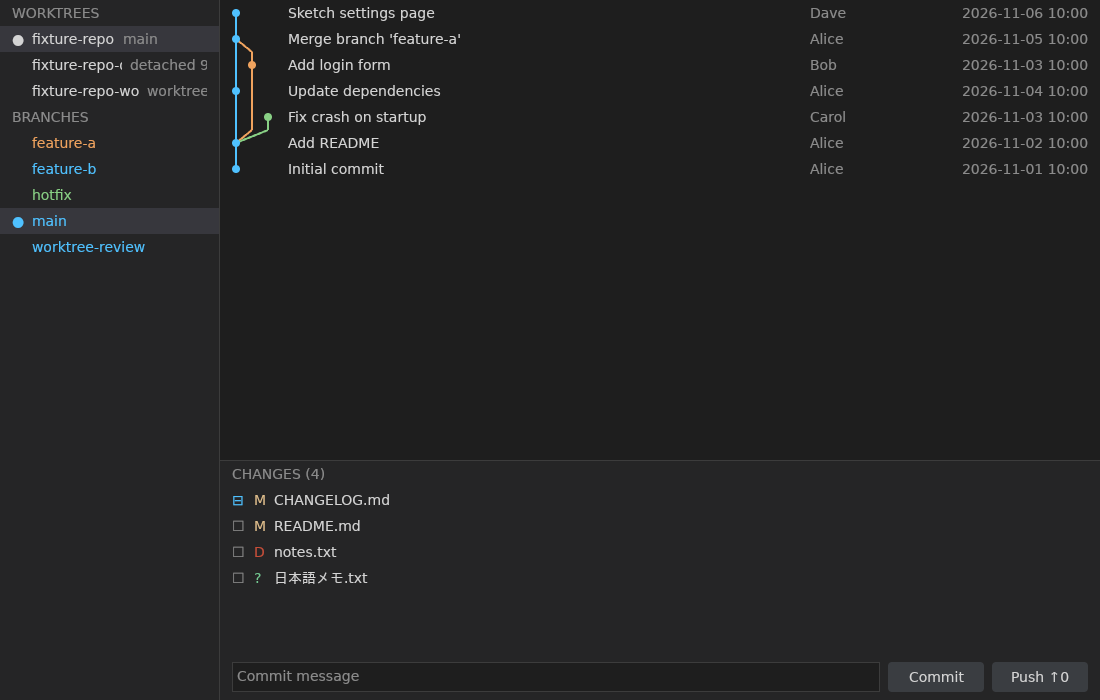 WORKTREES
fixture-repo main
fixture-repo-( detached 9
fixture-repo-wo worktree
BRANCHES
feature-a
feature-b
hotfix
main
worktree-review
Sketch settings page Dave 2026-11-06 10:00
Merge branch 'feature-a' Alice 2026-11-05 10:00
Add login form Bob 2026-11-03 10:00
Update dependencies Alice 2026-11-04 10:00
Fix crash on startup Carol 2026-11-03 10:00
Add README Alice 2026-11-02 10:00
Initial commit Alice 2026-11-01 10:00
CHANGES (4)
M CHANGELOG.md
M README.md
D notes.txt
? 日本語メモ.txt
Commit message Commit Push ↑0